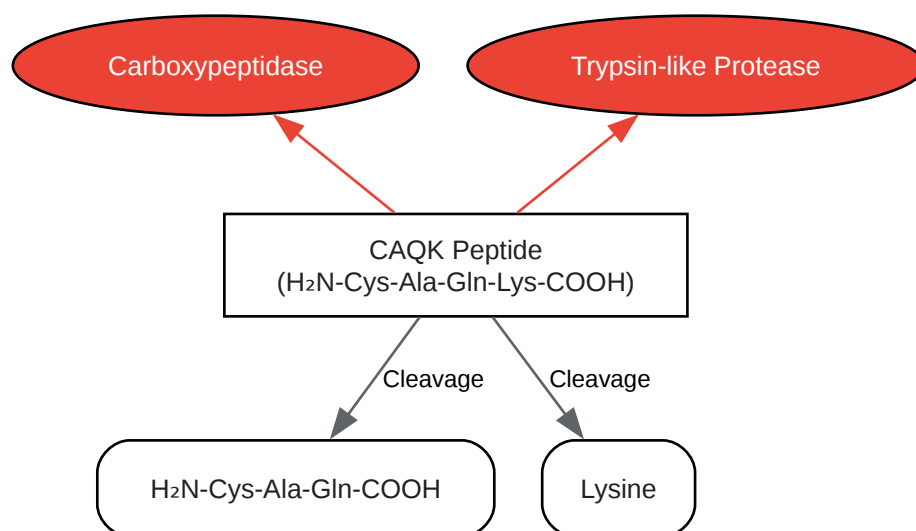 Carboxypeptidase
Trypsin-like Protease
CAQK Peptide
(H₂N-Cys-Ala-Gln-Lys-COOH)
Cleavage
Cleavage
H₂N-Cys-Ala-Gln-COOH
Lysine